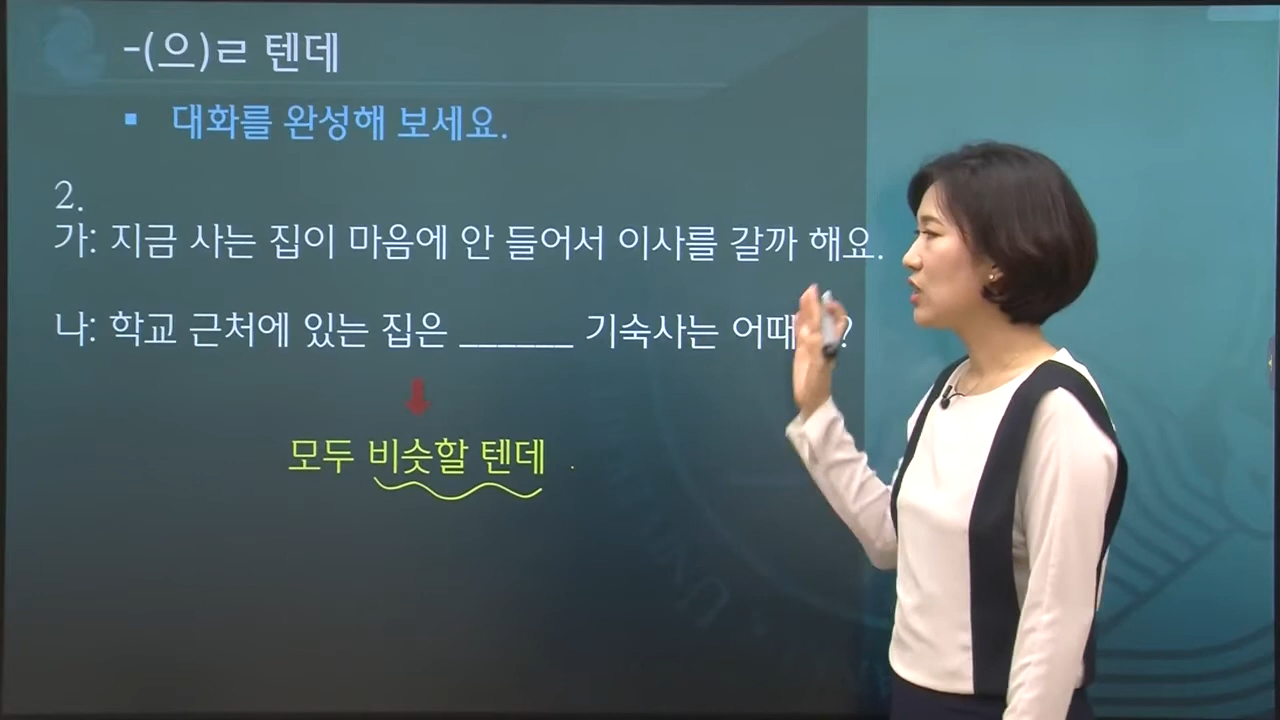 -(으)ㄹ 텐데
▪ 대화를 완성해 보세요.
2.
가: 지금 사는 집이 마음에 안 들어서 이사를 갈까 해요.
나: 학교 근처에 있는 집은 ______ 기숙사는 ?
모두 비슷할 텐데